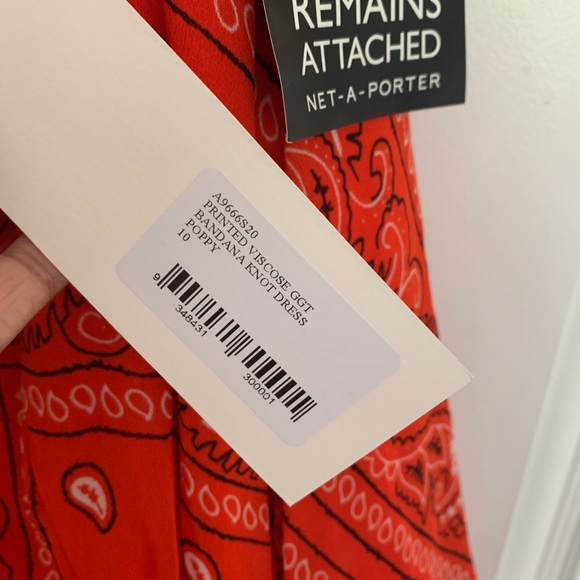 REMAINS
ATTACHED
NET-A-PORTER
A9666S20
PRINTED VISCOSE GGT
BANDANA KNOT DRESS
POPPY
10
9 348431 300001